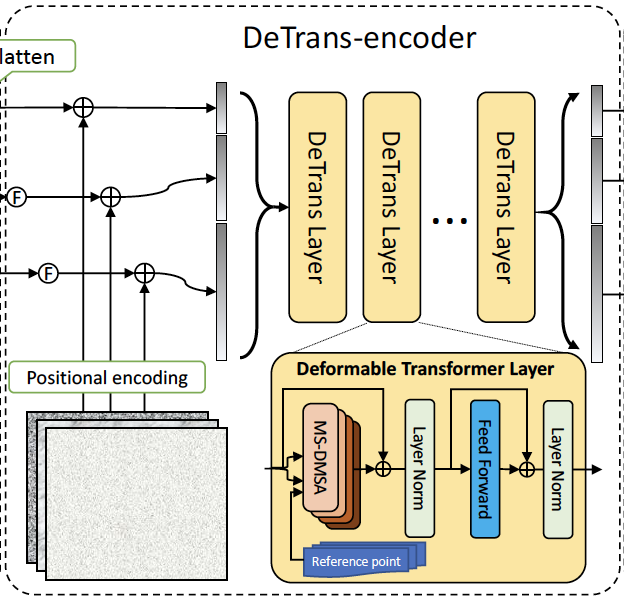 DeTrans-encoder
latten
F
F
DeTrans Layer
DeTrans Layer
...
DeTrans Layer
Positional encoding
Deformable Transformer Layer
MS-DMSA
Layer Norm
Feed Forward
Layer Norm
Reference point